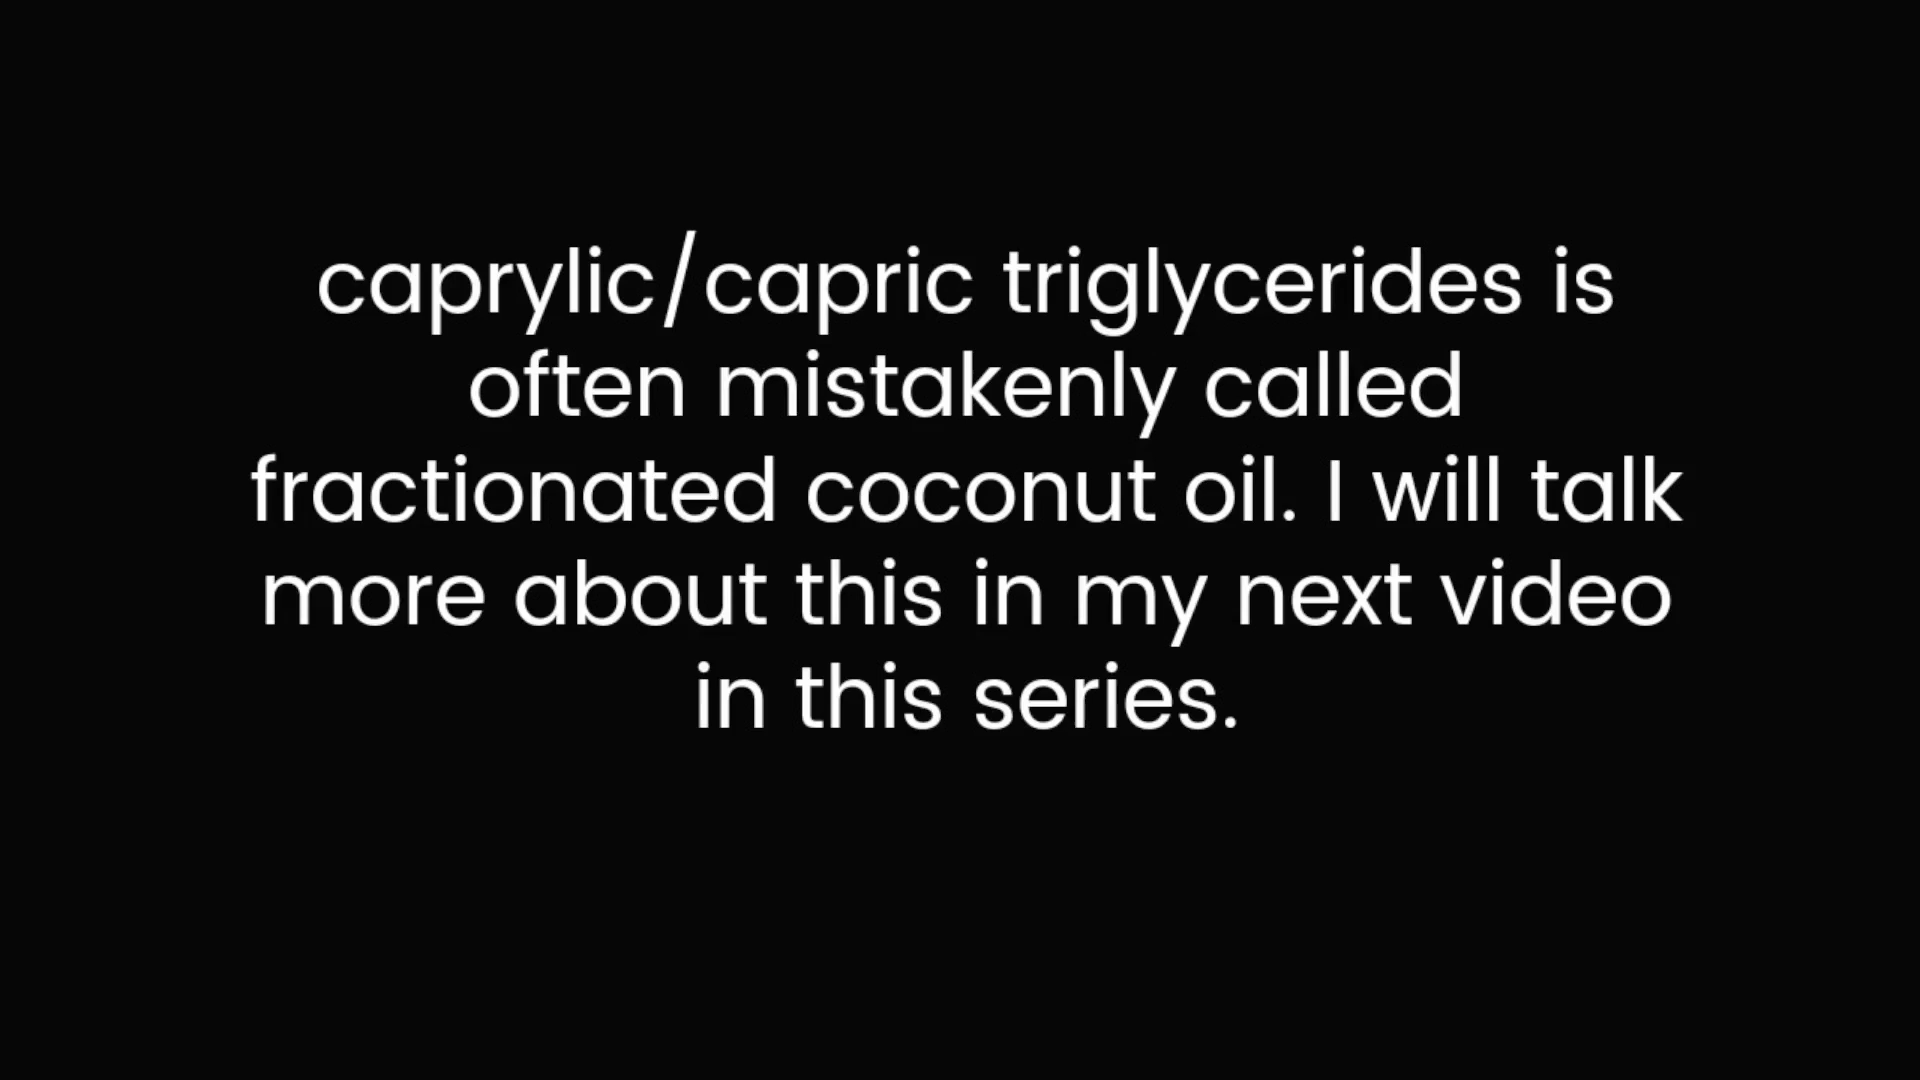 caprylic/capric triglycerides is
often mistakenly called
fractionated coconut oil. I will talk
more about this in my next video
in this series.